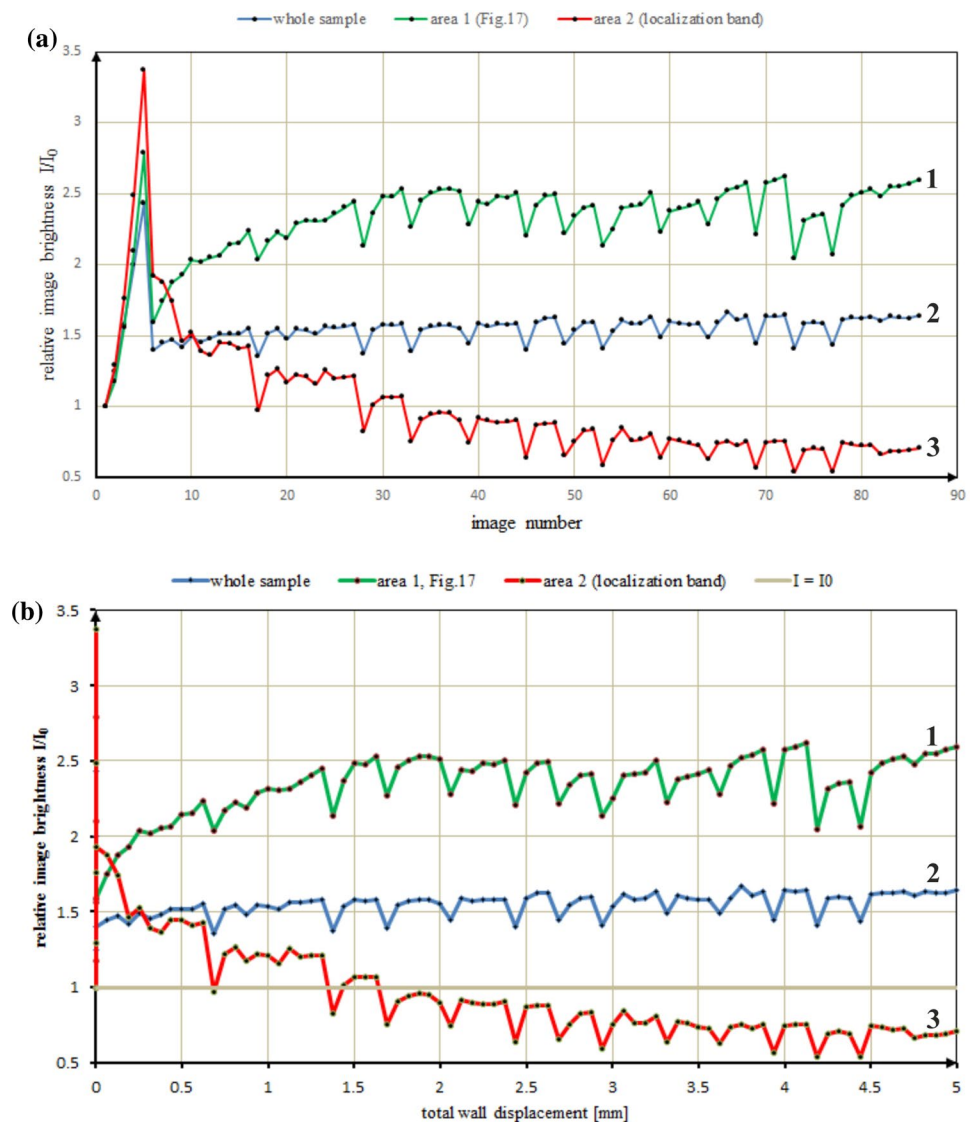 whole sample area 1 (Fig.17) area 2 (localization band)
(a)
3.5
3
2.5
2
1.5
1
0.5
relative image brightness I/I0
1
2
3
0 10 20 30 40 50 60 70 80 90
image number
whole sample area 1, Fig.17 area 2 (localization band) I = I0
(b)
3.5
3
2.5
2
1.5
1
0.5
relative image brightness I/I0
1
2
3
0 0.5 1 1.5 2 2.5 3 3.5 4 4.5 5
total wall displacement [mm]